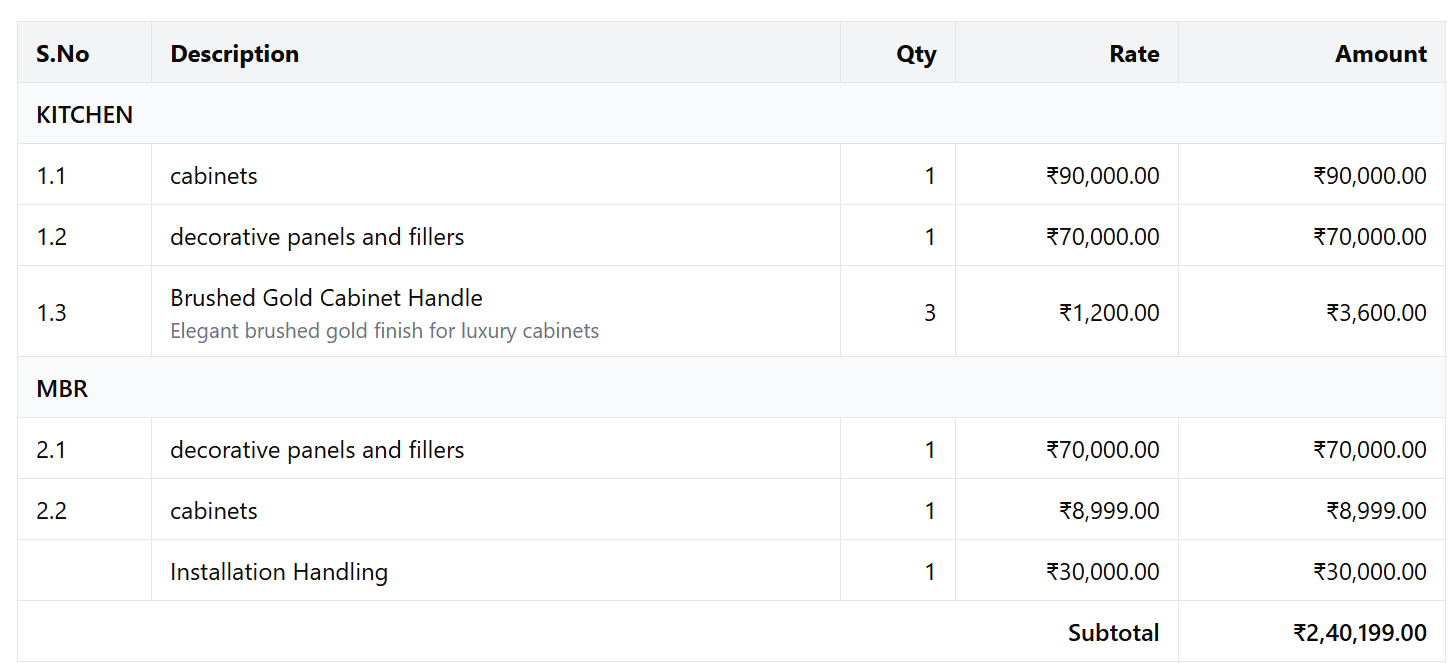 S.No Description Qty Rate Amount
KITCHEN
1.1 cabinets 1 ₹90,000.00 ₹90,000.00
1.2 decorative panels and fillers 1 ₹70,000.00 ₹70,000.00
1.3 Brushed Gold Cabinet Handle 3 ₹1,200.00 ₹3,600.00
Elegant brushed gold finish for luxury cabinets
MBR
2.1 decorative panels and fillers 1 ₹70,000.00 ₹70,000.00
2.2 cabinets 1 ₹8,999.00 ₹8,999.00
Installation Handling 1 ₹30,000.00 ₹30,000.00
Subtotal ₹2,40,199.00